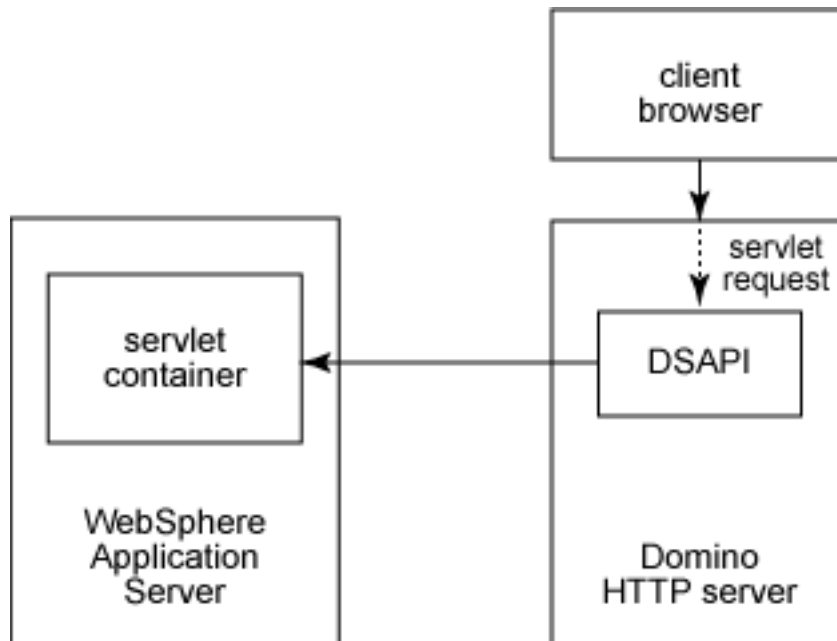 client
browser
servlet
request
servlet
container
DSAPI
WebSphere
Application
Server
Domino
HTTP server